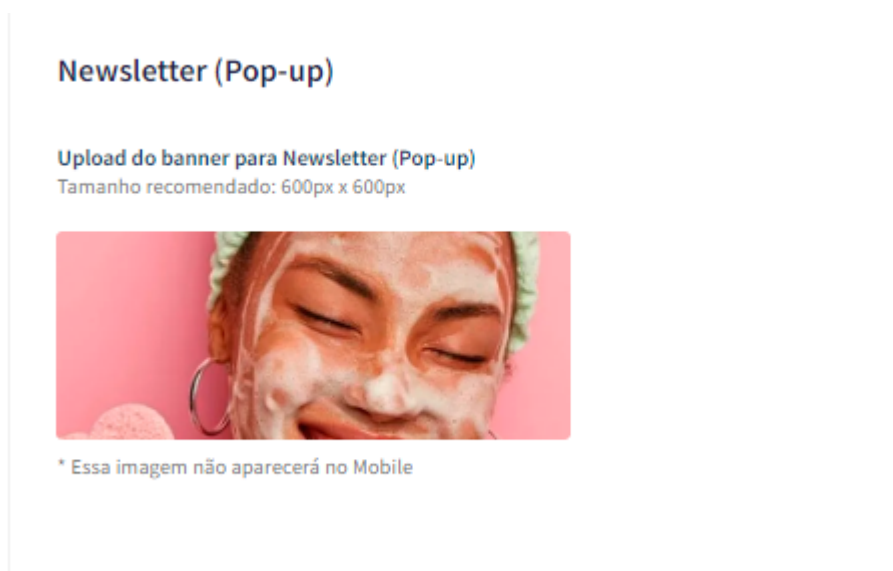 Newsletter (Pop-up)
Upload do banner para Newsletter (Pop-up)
Tamanho recomendado: 600px x 600px
* Essa imagem não aparecerá no Mobile